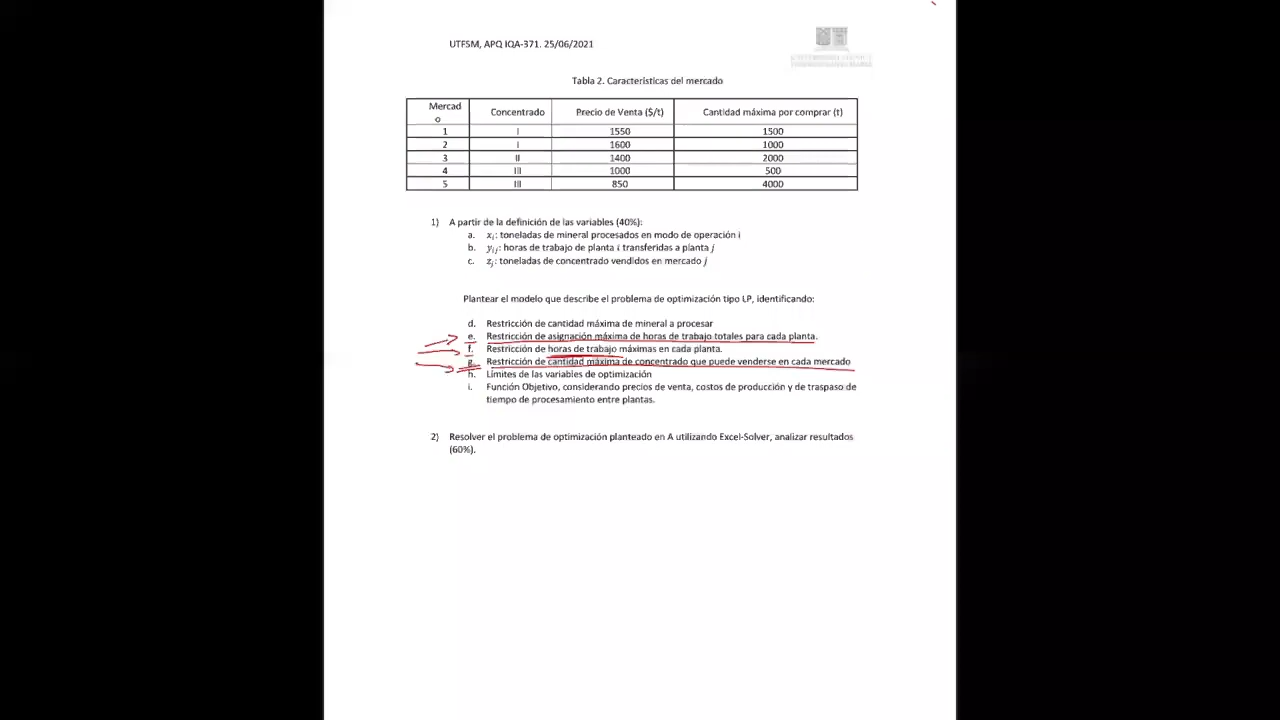 UTFSM, APQ IQA-371. 25/06/2021
Tabla 2. Características del mercado
Mercad
o
Concentrado
Precio de Venta ($/t)
Cantidad máxima por comprar (t)
1 I 1550 1500
2 I 1600 1000
3 II 1400 2000
4 III 1000 500
5 III 850 4000
1) A partir de la definición de las variables (40%):
a. xᵢ: toneladas de mineral procesados en modo de operación i
b. yᵢⱼ: horas de trabajo de planta i transferidas a planta j
c. zⱼ: toneladas de concentrado vendidos en mercado j
Plantear el modelo que describe el problema de optimización tipo LP, identificando:
d. Restricción de cantidad máxima de mineral a procesar
e. Restricción de asignación máxima de horas de trabajo totales para cada planta.
f. Restricción de horas de trabajo máximas en cada planta.
g. Restricción de cantidad máxima de concentrado que puede venderse en cada mercado
h. Límites de las variables de optimización
i. Función Objetivo, considerando precios de venta, costos de producción y de traspaso de
tiempo de procesamiento entre plantas.
2) Resolver el problema de optimización planteado en A utilizando Excel-Solver, analizar resultados
(60%).